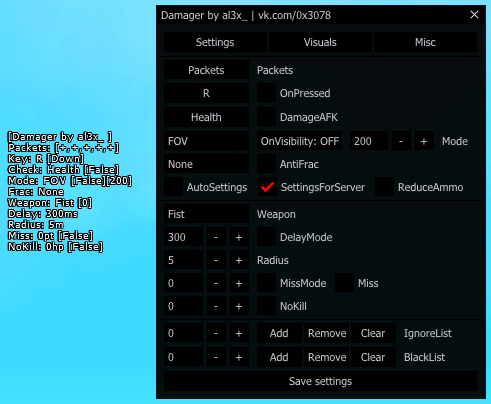 Damager by al3x_ | vk.com/0x3078 ×
Settings Visuals Misc
Packets Packets
R OnPressed
Health DamageAFK
FOV OnVisibility: OFF 200 - + Mode
None AntiFrac
AutoSettings SettingsForServer ReduceAmmo
Fist Weapon
300 - + DelayMode
5 - + Radius
0 - + MissMode Miss
0 - + NoKill
0 - + Add Remove Clear IgnoreList
0 - + Add Remove Clear BlackList
Save settings
[Damager by al3x_ ]
Packets: [+,+,+,+,+]
Key: R [Down]
Check: Health [False]
Mode: FOV [False][200]
Frac: None
Weapon: Fist [0]
Delay: 300ms
Radius: 5m
Miss: 0pt [False]
NoKill: 0hp [False]